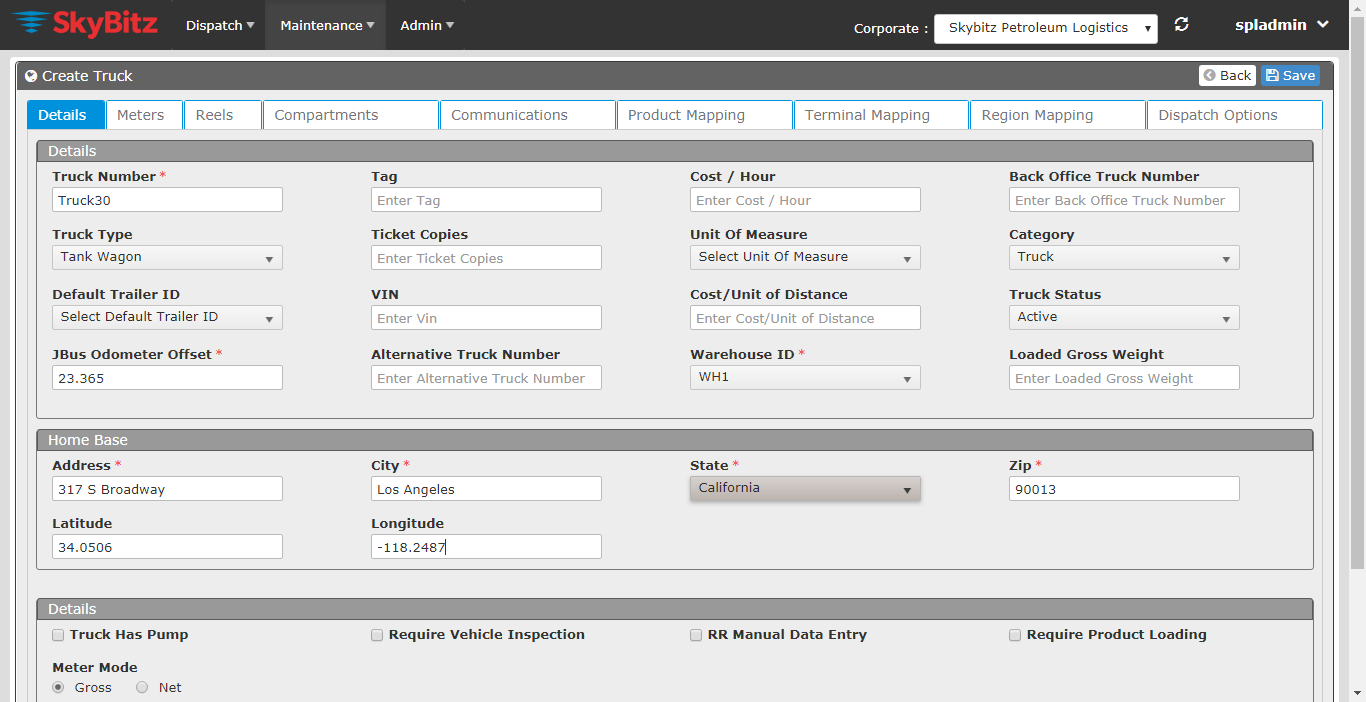 SkyBitz Dispatch Maintenance Admin Corporate : Skybitz Petroleum Logistics spladmin
Create Truck Back Save
Details Meters Reels Compartments Communications Product Mapping Terminal Mapping Region Mapping Dispatch Options
Details
Truck Number * Tag Cost / Hour Back Office Truck Number
Truck30 Enter Tag Enter Cost / Hour Enter Back Office Truck Number
Truck Type Ticket Copies Unit Of Measure Category
Tank Wagon Enter Ticket Copies Select Unit Of Measure Truck
Default Trailer ID VIN Cost/Unit of Distance Truck Status
Select Default Trailer ID Enter Vin Enter Cost/Unit of Distance Active
JBus Odometer Offset * Alternative Truck Number Warehouse ID * Loaded Gross Weight
23.365 Enter Alternative Truck Number WH1 Enter Loaded Gross Weight
Home Base
Address * City * State * Zip *
317 S Broadway Los Angeles California 90013
Latitude Longitude
34.0506 -118.2487
Details
Truck Has Pump Require Vehicle Inspection RR Manual Data Entry Require Product Loading
Meter Mode
Gross Net